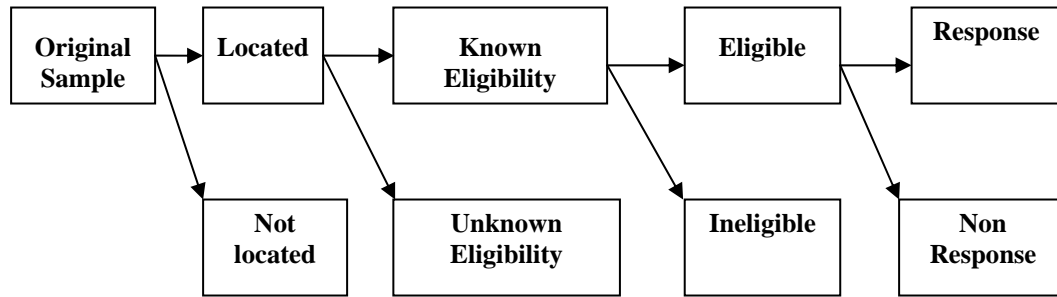 Original
Sample
Located
Known
Eligibility
Eligible
Response
Not
located
Unknown
Eligibility
Ineligible
Non
Response